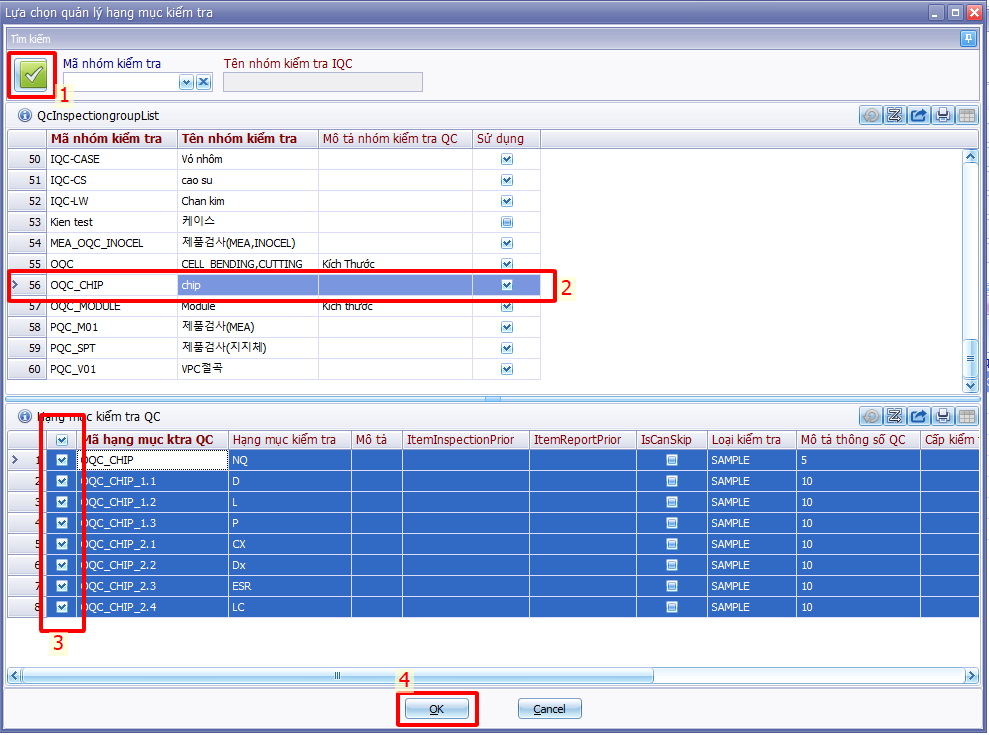 Lựa chọn quản lý hạng mục kiểm tra
Tìm kiếm
Mã nhóm kiểm tra Tên nhóm kiểm tra IQC
1
QcInspectiongroupList
Mã nhóm kiểm tra Tên nhóm kiểm tra Mô tả nhóm kiểm tra QC Sử dụng
50 IQC-CASE Vỏ nhôm
51 IQC-CS cao su
52 IQC-LW Chan kim
53 Kien test 케이스
54 MEA_OQC_INOCEL 제품검사(MEA,INOCEL)
55 OQC CELL_BENDING,CUTTING Kích Thước
56 OQC_CHIP chip
2
57 OQC_MODULE Module Kích thước
58 PQC_M01 제품검사(MEA)
59 PQC_SPT 제품검사(지지체)
60 PQC_V01 VPC절곡
Hạng mục kiểm tra QC
Mã hạng mục ktra QC Hạng mục kiểm tra Mô tả ItemInspectionPrior ItemReportPrior IsCanSkip Loại kiểm tra Mô tả thông số QC Cấp kiểm
1 OQC_CHIP NQ SAMPLE 5
2 OQC_CHIP_1.1 D SAMPLE 10
3 OQC_CHIP_1.2 L SAMPLE 10
4 OQC_CHIP_1.3 P SAMPLE 10
5 OQC_CHIP_2.1 CX SAMPLE 10
6 OQC_CHIP_2.2 Dx SAMPLE 10
7 OQC_CHIP_2.3 ESR SAMPLE 10
8 OQC_CHIP_2.4 LC SAMPLE 10
3
4
OK Cancel